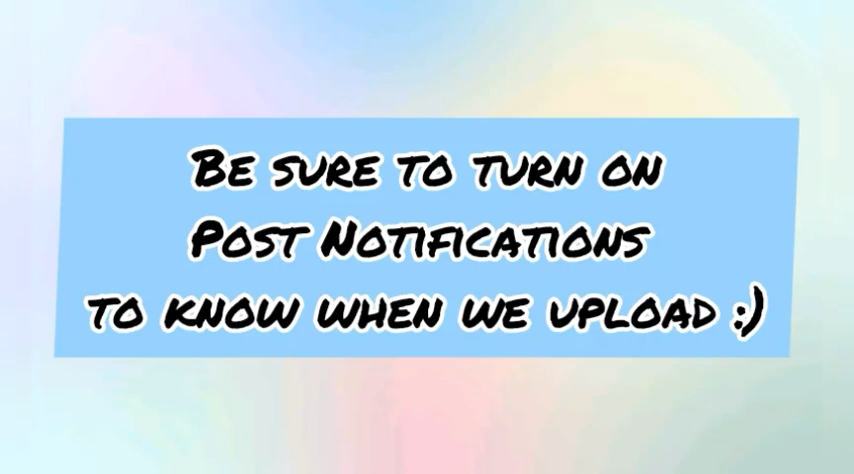 Be sure to turn on
Post Notifications
to know when we upload :)